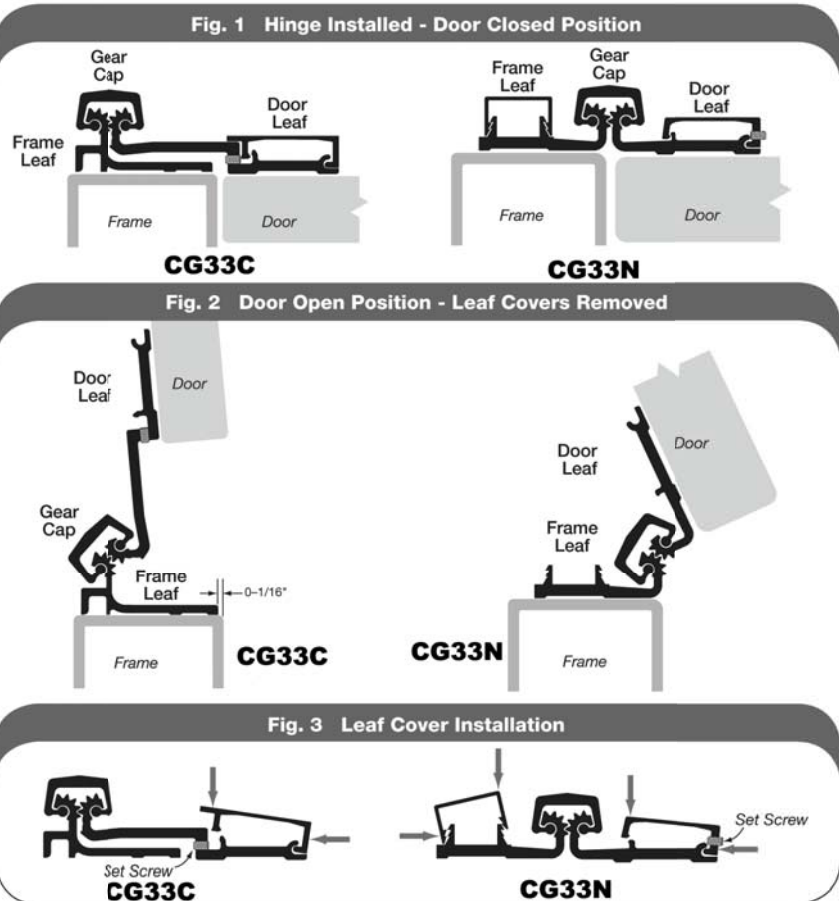 Fig. 1 Hinge Installed - Door Closed Position
Gear
Cap
Door
Leaf
Frame
Leaf
Frame
Door
CG33C
Frame
Leaf
Gear
Cap
Door
Leaf
Frame
Door
CG33N
Fig. 2 Door Open Position - Leaf Covers Removed
Door
Leaf
Door
Gear
Cap
Frame
Leaf
0–1/16"
Frame
CG33C
Door
Leaf
Door
Frame
Leaf
Gear
Cap
CG33N
Frame
Fig. 3 Leaf Cover Installation
Set Screw
CG33C
Set Screw
CG33N